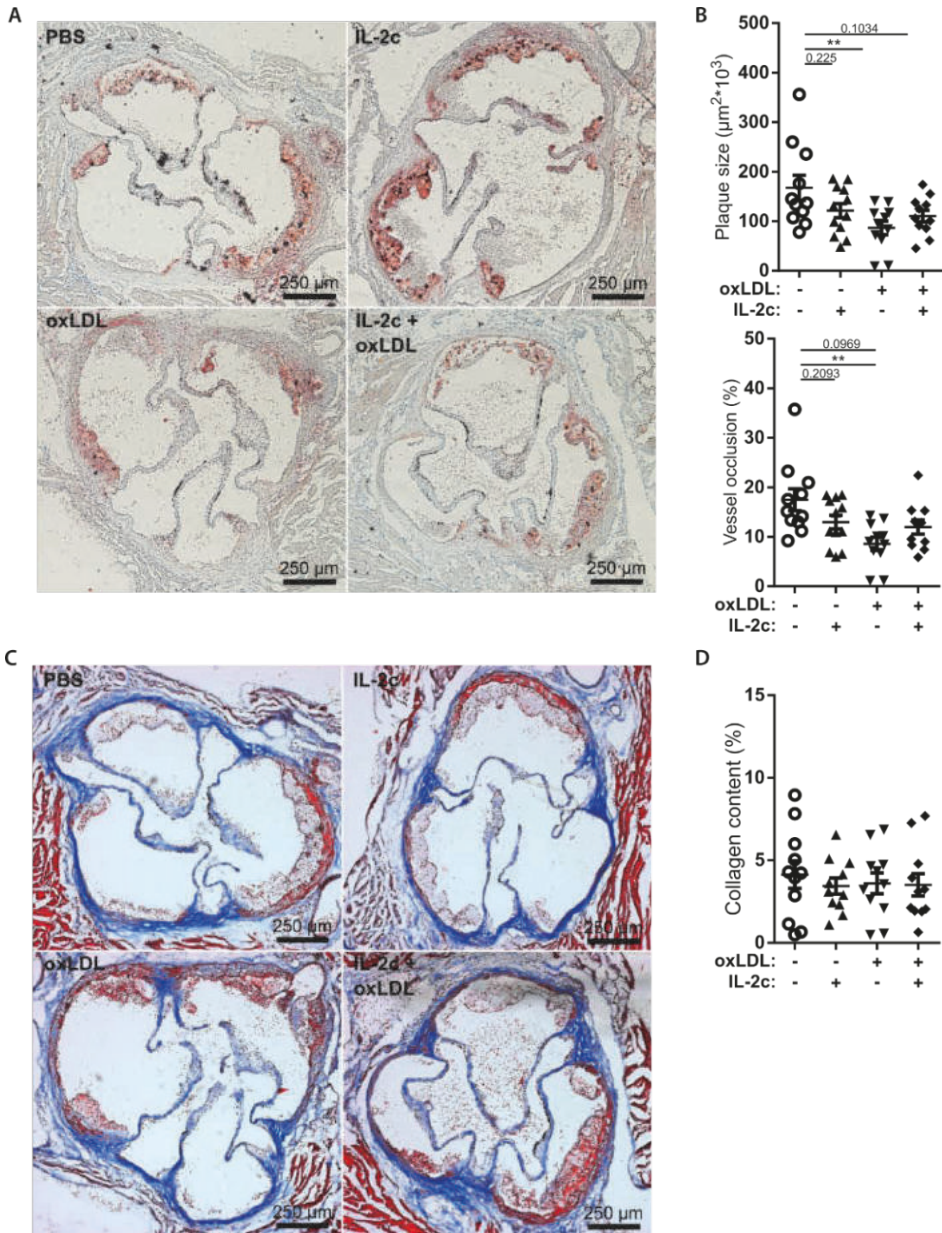 A
PBS
IL-2c
250 µm
250 µm
oxLDL
IL-2c +
oxLDL
250 µm
250 µm
B
Plaque size (µm²*10³)
500
400
300
200
100
0
0.1034
**
0.225
oxLDL: - - + +
IL-2c: - + - +
Vessel occlusion (%)
50
40
30
20
10
0
0.0969
**
0.2093
oxLDL: - - + +
IL-2c: - + - +
C
PBS
IL-2c
250 µm
250 µm
oxLDL
IL-2c +
oxLDL
250 µm
250 µm
D
Collagen content (%)
15
10
5
0
oxLDL: - - + +
IL-2c: - + - +